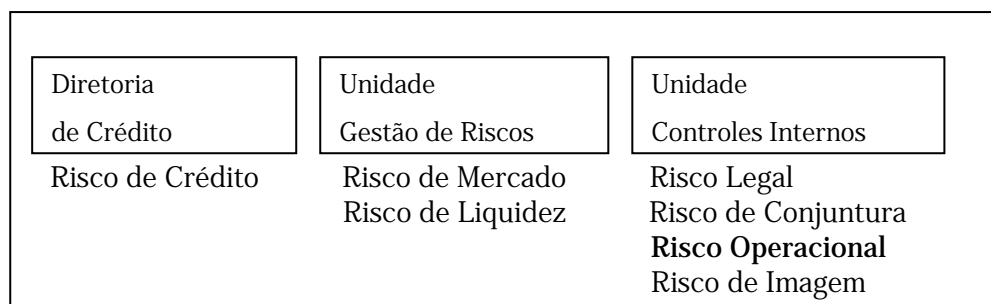 Diretoria
de Crédito
Risco de Crédito
Unidade
Gestão de Riscos
Risco de Mercado
Risco de Liquidez
Unidade
Controles Internos
Risco Legal
Risco de Conjuntura
Risco Operacional
Risco de Imagem